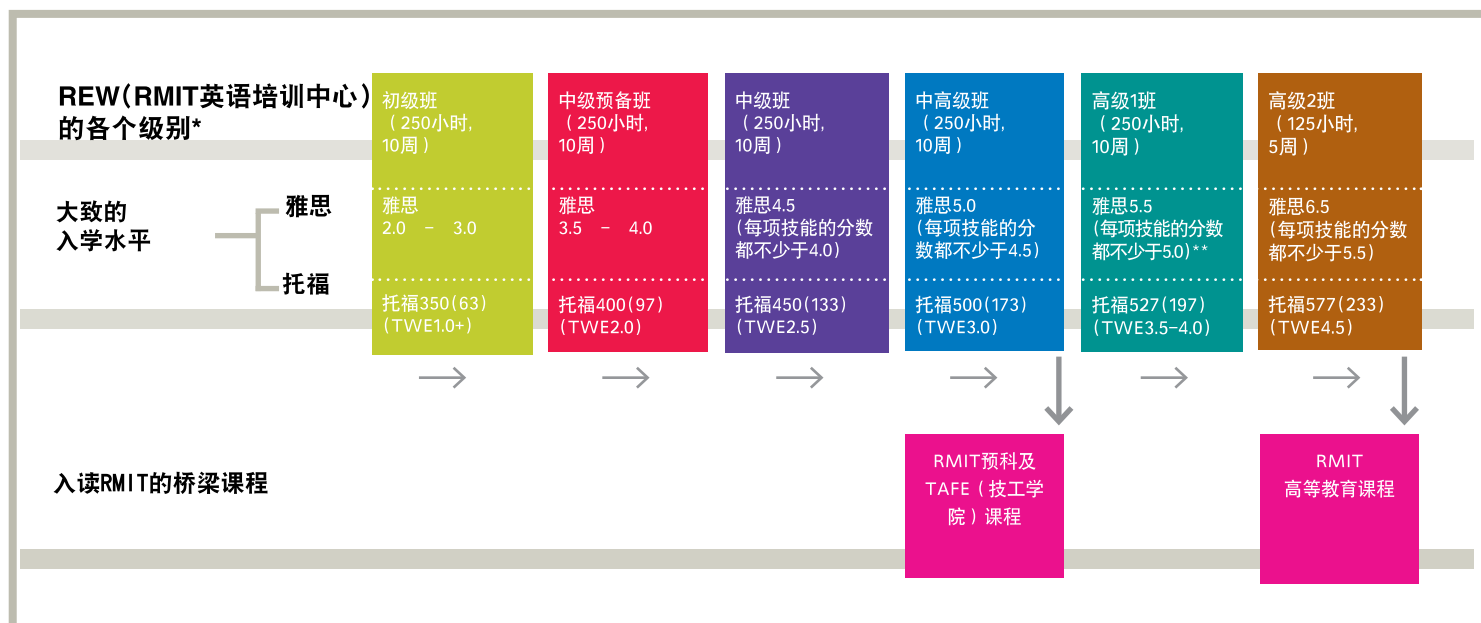 REW(RMIT英语培训中心)
的各个级别*
初级班
(250小时,
10周)
中级预备班
(250小时,
10周)
中级班
(250小时,
10周)
中高级班
(250小时,
10周)
高级1班
(250小时,
10周)
高级2班
(125小时,
5周)
大致的
入学水平
雅思
托福
雅思
2.0 – 3.0
雅思
3.5 – 4.0
雅思4.5
(每项技能的分数
都不少于4.0)
雅思5.0
(每项技能的分
数都不少于4.5)
雅思5.5
(每项技能的分数
都不少于5.0)**
雅思6.5
(每项技能的分数
都不少于5.5)
托福350(63)
(TWE1.0+)
托福400(97)
(TWE2.0)
托福450(133)
(TWE2.5)
托福500(173)
(TWE3.0)
托福527(197)
(TWE3.5-4.0)
托福577(233)
(TWE4.5)
入读RMIT的桥梁课程
RMIT预科及
TAFE(技工学
院)课程
RMIT
高等教育课程